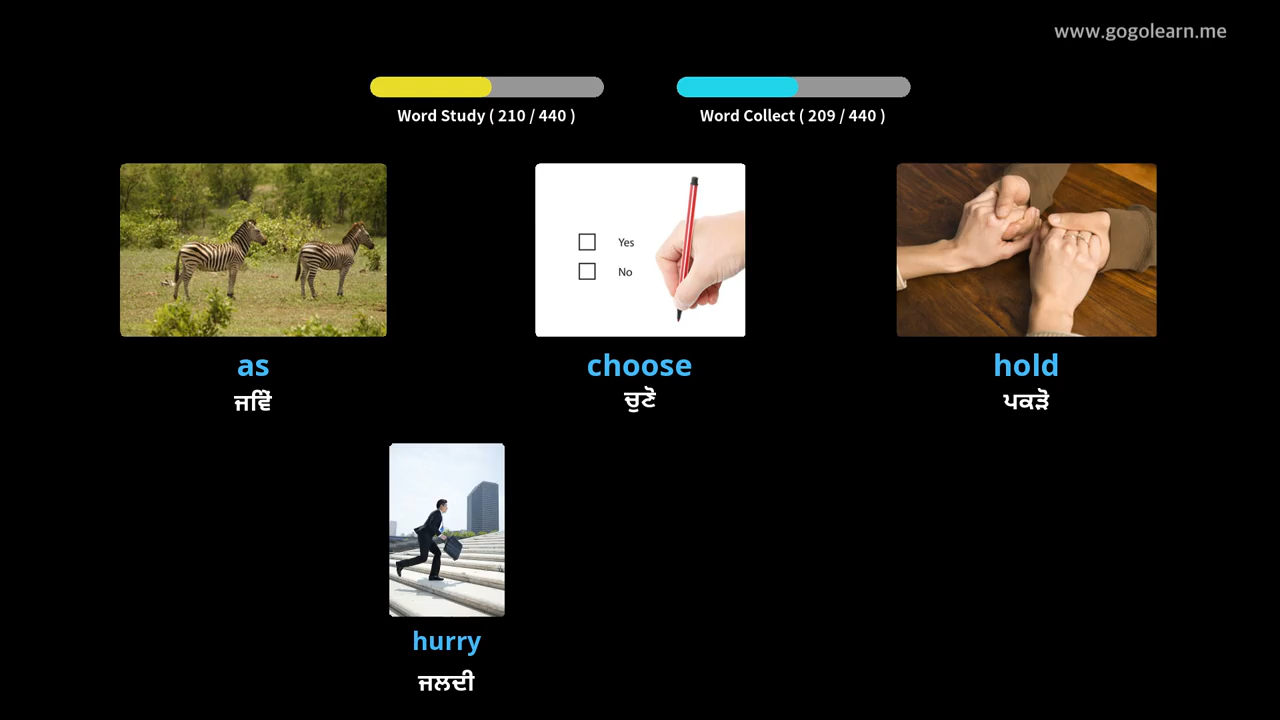 www.gogolearn.me
Word Study ( 210 / 440 )
Word Collect ( 209 / 440 )
Yes
No
as
choose
hold
ਜਵਿੇਂ
ਚੁਣੋ
ਪਕੜੋ
hurry
ਜਲਦੀ